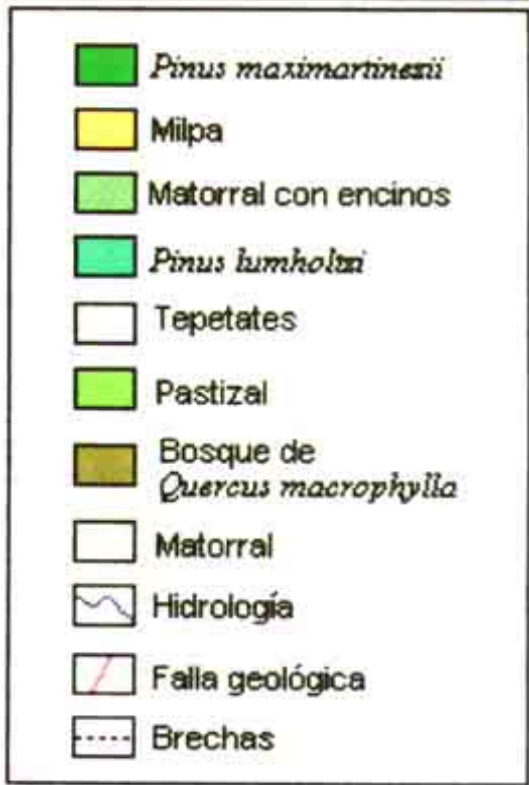 Pinus maximartinezii
Milpa
Matorral con encinos
Pinus lumholtzi
Tepetates
Pastizal
Bosque de
Quercus macrophylla
Matorral
Hidrología
Falla geológica
Brechas